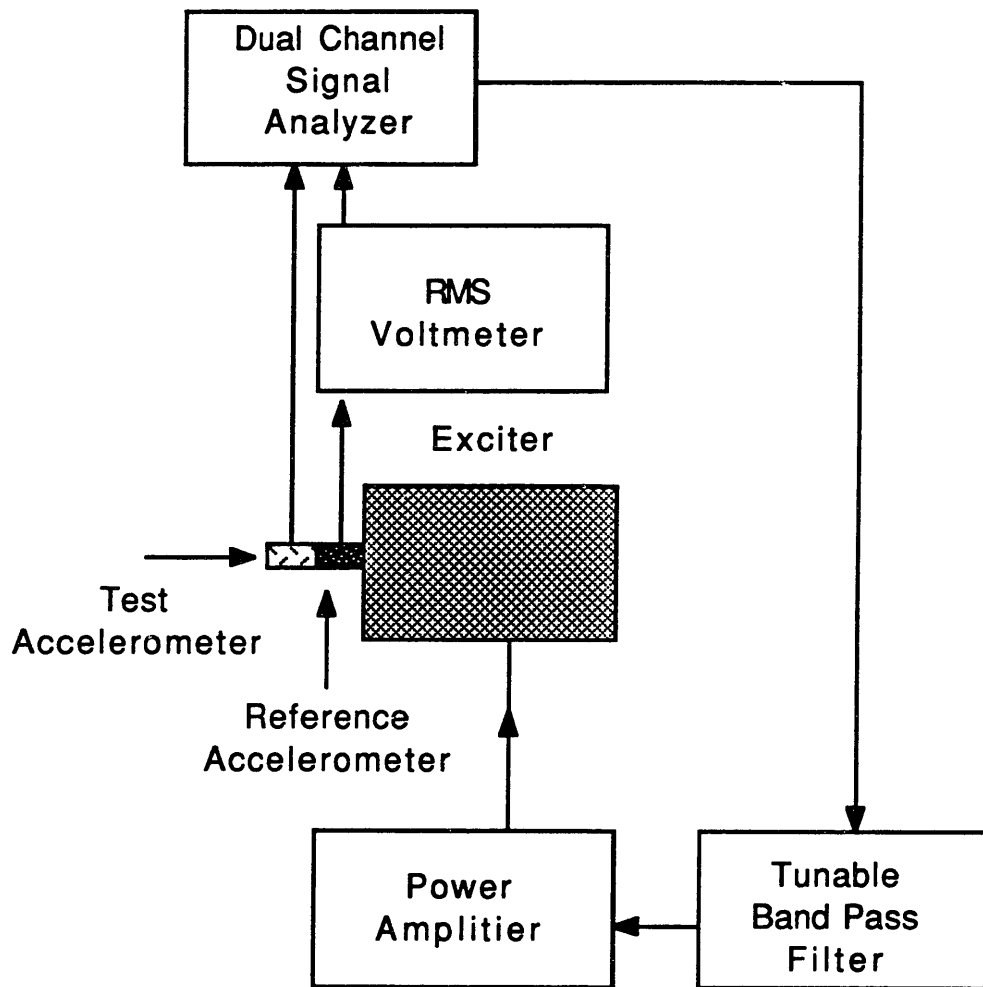 Dual Channel
Signal
Analyzer
RMS
Voltmeter
Exciter
Test
Accelerometer
Reference
Accelerometer
Power
Amplitier
Tunable
Band Pass
Filter